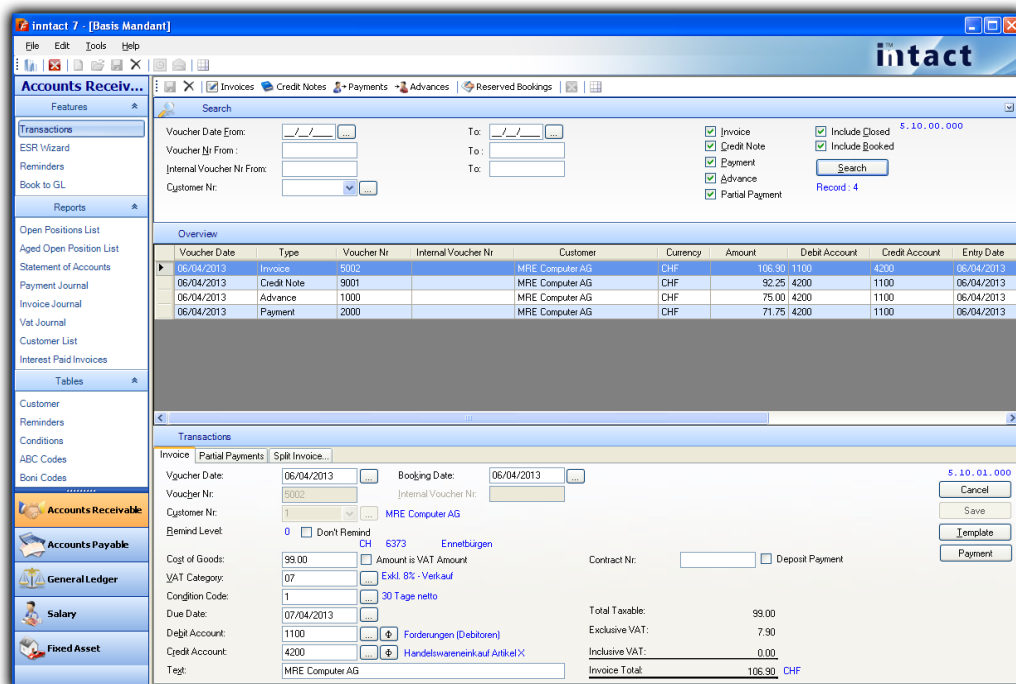 inntact 7 - [Basis Mandant]
File Edit Tools Help
intact
TM
Accounts Receiv...
Invoices Credit Notes Payments Advances Reserved Bookings
Features
Transactions
ESR Wizard
Reminders
Book to GL
Reports
Open Positions List
Aged Open Position List
Statement of Accounts
Payment Journal
Invoice Journal
Vat Journal
Customer List
Interest Paid Invoices
Tables
Customer
Reminders
Conditions
ABC Codes
Boni Codes
Accounts Receivable
Accounts Payable
General Ledger
Salary
Fixed Asset
Search
Voucher Date From: __/__/____ ... To: __/__/____ ... Invoice Include Closed 5.10.00.000
Voucher Nr From : To : Credit Note Include Booked
Internal Voucher Nr From: To: Payment Search
Customer Nr: ... Advance Record : 4
Partial Payment
Overview
Voucher Date Type Voucher Nr Internal Voucher Nr Customer Currency Amount Debit Account Credit Account Entry Date
06/04/2013 Invoice 5002 MRE Computer AG CHF 106.90 1100 4200 06/04/2013
06/04/2013 Credit Note 9001 MRE Computer AG CHF 92.25 4200 1100 06/04/2013
06/04/2013 Advance 1000 MRE Computer AG CHF 75.00 4200 1100 06/04/2013
06/04/2013 Payment 2000 MRE Computer AG CHF 71.75 4200 1100 06/04/2013
Transactions
Invoice Partial Payments Split Invoice...
Voucher Date: 06/04/2013 ... Booking Date: 06/04/2013 ... 5.10.01.000
Voucher Nr: 5002 Internal Voucher Nr: Cancel
Customer Nr: 1 ... MRE Computer AG Save
Remind Level: 0 Don't Remind Template
CH 6373 Ennetbürgen
Cost of Goods: 99.00 Amount is VAT Amount Contract Nr: Deposit Payment Payment
VAT Category: 07 ... Exkl. 8% - Verkauf
Condition Code: 1 ... 30 Tage netto
Due Date: 07/04/2013 ... Total Taxable: 99.00
Debit Account: 1100 ... Φ Forderungen (Debitoren) Exclusive VAT: 7.90
Credit Account: 4200 ... Φ Handelswareneinkauf Artikel X Inclusive VAT: 0.00
Text: MRE Computer AG Invoice Total: 106.90 CHF